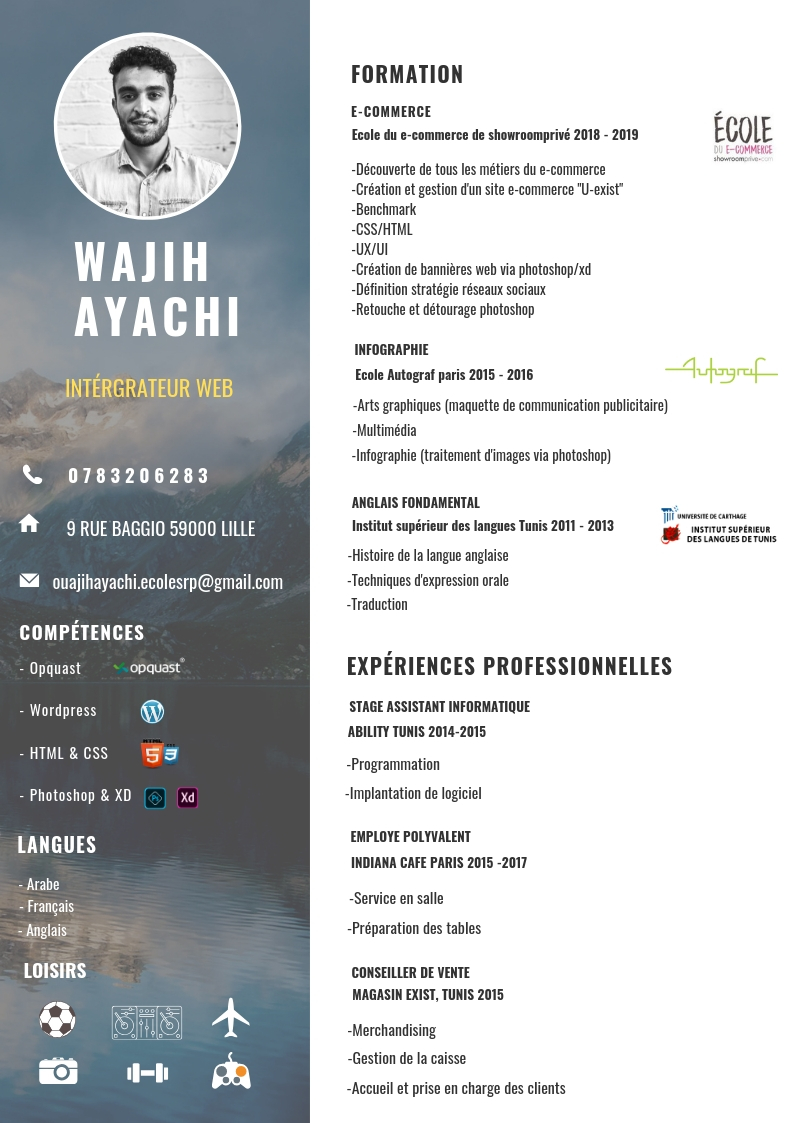 WAJIH
AYACHI
INTÉRGRATEUR WEB
0783206283
9 RUE BAGGIO 59000 LILLE
ouajihayachi.ecolesrp@gmail.com
COMPÉTENCES
- Opquast opquast®
- Wordpress
- HTML & CSS HTML 5 3
- Photoshop & XD Ps Xd
LANGUES
- Arabe
- Français
- Anglais
LOISIRS
FORMATION
E-COMMERCE
Ecole du e-commerce de showroomprivé 2018 - 2019
ÉCOLE
DU E-COMMERCE
showroomprive•com
-Découverte de tous les métiers du e-commerce
-Création et gestion d'un site e-commerce "U-exist"
-Benchmark
-CSS/HTML
-UX/UI
-Création de bannières web via photoshop/xd
-Définition stratégie réseaux sociaux
-Retouche et détourage photoshop
INFOGRAPHIE
Ecole Autograf paris 2015 - 2016
Autograf
-Arts graphiques (maquette de communication publicitaire)
-Multimédia
-Infographie (traitement d'images via photoshop)
ANGLAIS FONDAMENTAL
Institut supérieur des langues Tunis 2011 - 2013
UNIVERSITÉ DE CARTHAGE
INSTITUT SUPÉRIEUR
DES LANGUES DE TUNIS
-Histoire de la langue anglaise
-Techniques d'expression orale
-Traduction
EXPÉRIENCES PROFESSIONNELLES
STAGE ASSISTANT INFORMATIQUE
ABILITY TUNIS 2014-2015
-Programmation
-Implantation de logiciel
EMPLOYE POLYVALENT
INDIANA CAFE PARIS 2015 -2017
-Service en salle
-Préparation des tables
CONSEILLER DE VENTE
MAGASIN EXIST, TUNIS 2015
-Merchandising
-Gestion de la caisse
-Accueil et prise en charge des clients